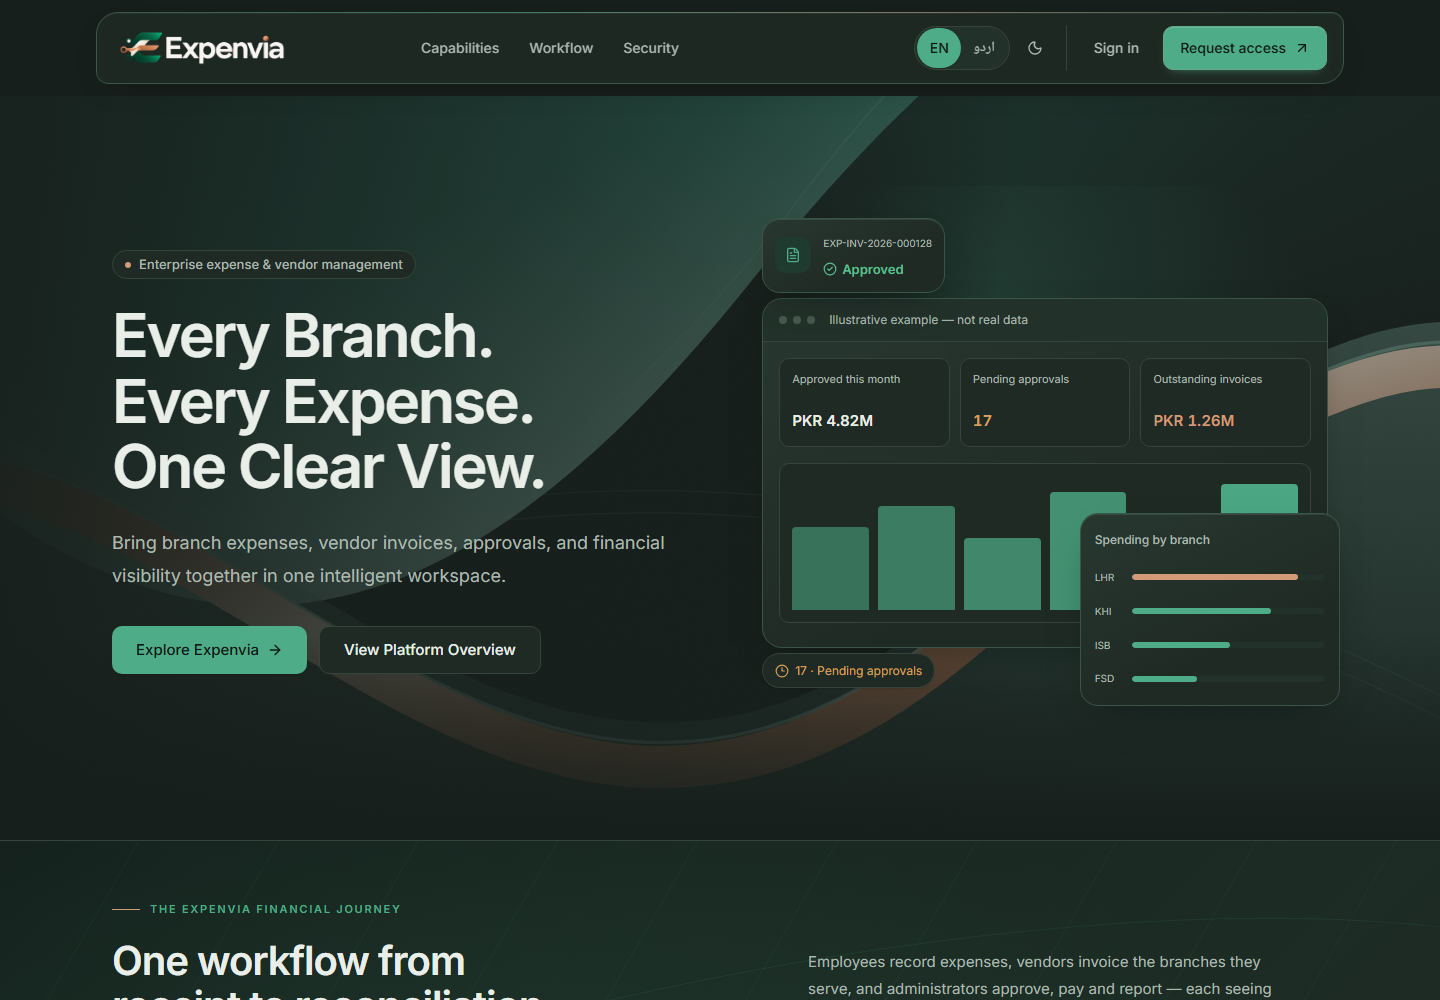 Expenvia
Capabilities
Workflow
Security
EN
اردو
Sign in
Request access
Enterprise expense & vendor management
Every Branch.
Every Expense.
One Clear View.
Bring branch expenses, vendor invoices, approvals, and financial
visibility together in one intelligent workspace.
Explore Expenvia
View Platform Overview
EXP-INV-2026-000128
Approved
Illustrative example — not real data
Approved this month
PKR 4.82M
Pending approvals
17
Outstanding invoices
PKR 1.26M
Spending by branch
LHR
KHI
ISB
FSD
17 · Pending approvals
THE EXPENVIA FINANCIAL JOURNEY
One workflow from
receipt to reconciliation
Employees record expenses, vendors invoice the branches they
serve, and administrators approve, pay and report — each seeing